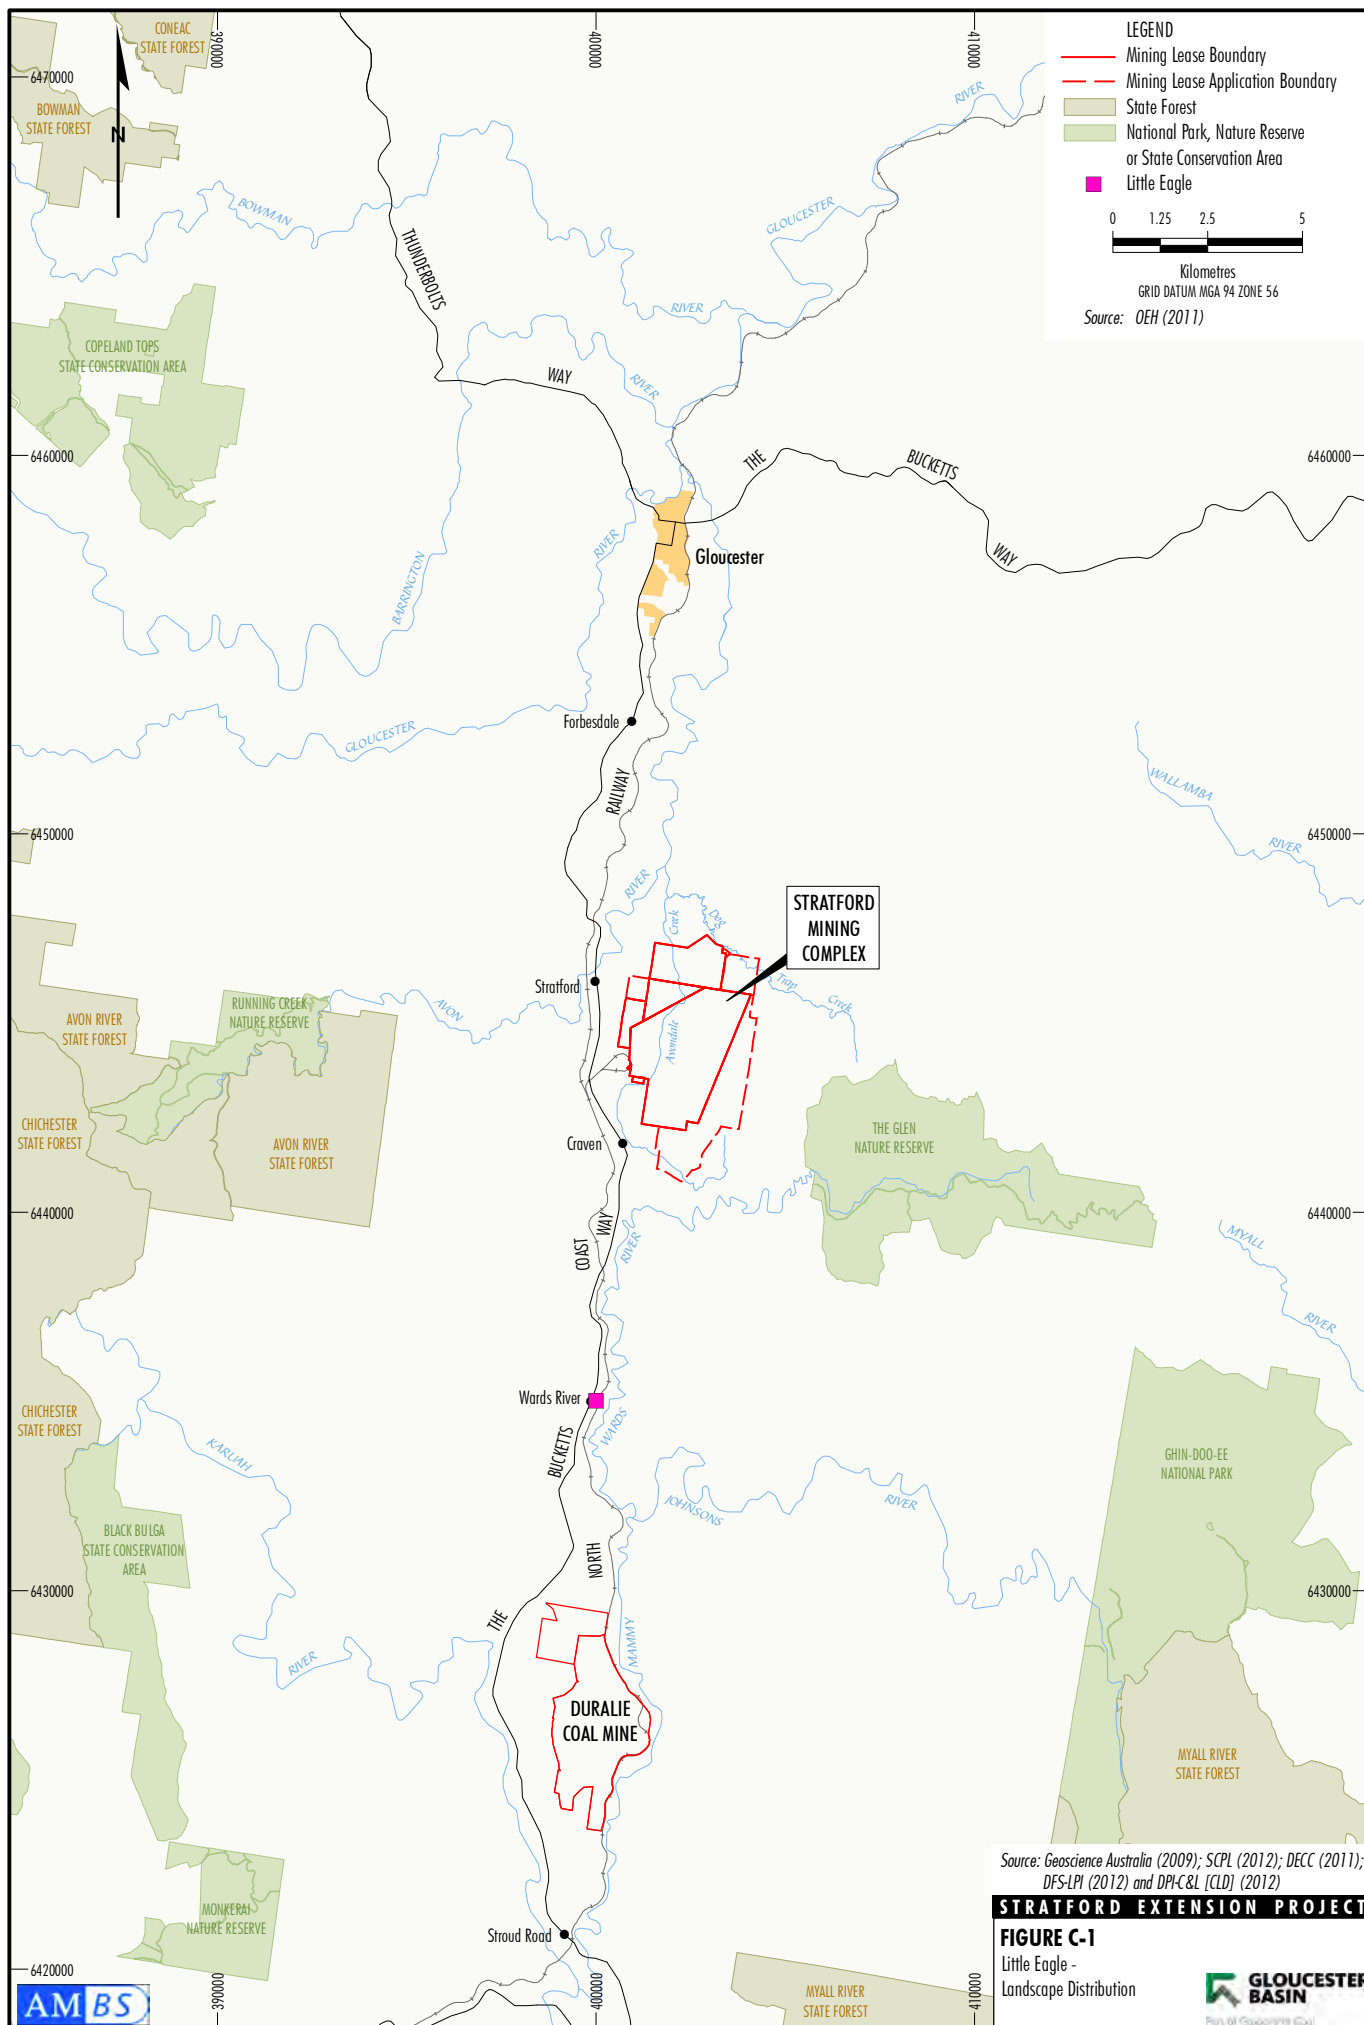 CONEAC
STATE FOREST
390000
400000
410000
6470000
BOWMAN
STATE FOREST
N
LEGEND
Mining Lease Boundary
Mining Lease Application Boundary
State Forest
National Park, Nature Reserve
or State Conservation Area
Little Eagle
0 1.25 2.5 5
Kilometres
GRID DATUM MGA 94 ZONE 56
Source: OEH (2011)
RIVER
BOWMAN
GLOUCESTER
THUNDERBOLTS
RIVER
COPELAND TOPS
STATE CONSERVATION AREA
WAY
RIVER
6460000
THE
BUCKETTS
6460000
WAY
RIVER
Gloucester
BARRINGTON
Forbesdale
GLOUCESTER
RAILWAY
WALLAMBA
RIVER
6450000
6450000
RIVER
Creek
Dog
STRATFORD
MINING
COMPLEX
Stratford
Trap
Creek
RUNNING CREEK
NATURE RESERVE
AVON
AVON RIVER
STATE FOREST
Avondale
CHICHESTER
STATE FOREST
AVON RIVER
STATE FOREST
Craven
THE GLEN
NATURE RESERVE
6440000
6440000
WAY
COAST
RIVER
MYALL
RIVER
Wards River
WARDS
CHICHESTER
STATE FOREST
KARUAH
BUCKETTS
GHIN-DOO-EE
NATIONAL PARK
JOHNSONS
RIVER
BLACK BULGA
STATE CONSERVATION
AREA
NORTH
6430000
6430000
THE
MAMMY
RIVER
DURALIE
COAL MINE
MYALL RIVER
STATE FOREST
Source: Geoscience Australia (2009); SCPL (2012); DECC (2011);
DFS-LPI (2012) and DPI-C&L [CLD] (2012)
STRATFORD EXTENSION PROJECT
MONKERAI
NATURE RESERVE
Stroud Road
FIGURE C-1
Little Eagle -
Landscape Distribution
6420000
390000
400000
410000
MYALL RIVER
STATE FOREST
AMBS
GLOUCESTER
BASIN